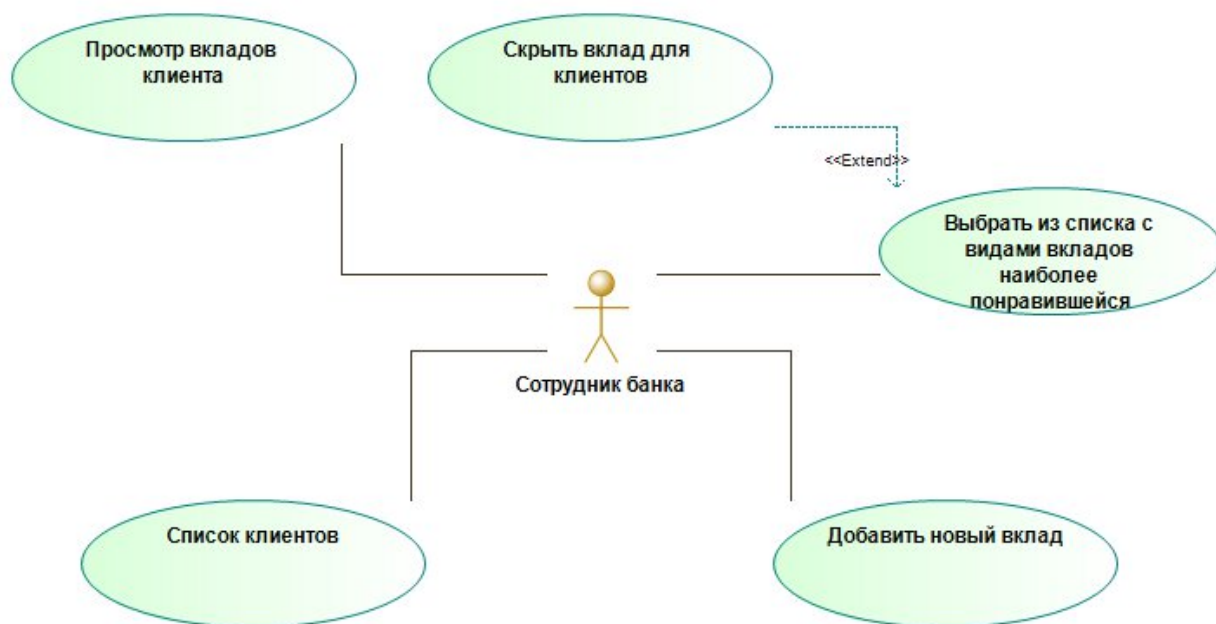 Просмотр вкладов
клиента
Скрыть вклад для
клиентов
<<Extend>>
Выбрать из списка с
видами вкладов
наиболее
понравившейся
Сотрудник банка
Список клиентов
Добавить новый вклад